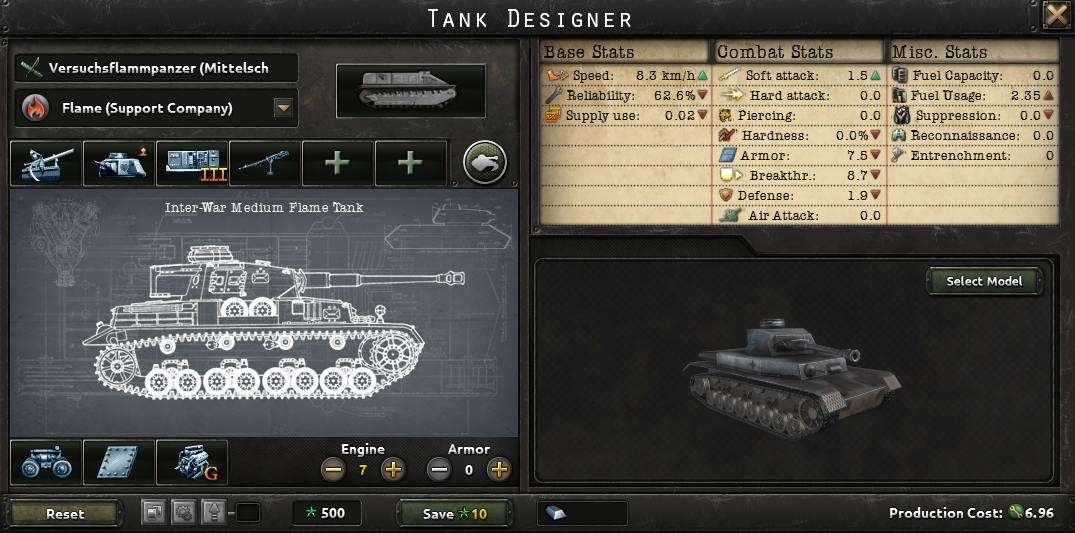 Tank Designer
Versuchsflammpanzer (Mittelsch
Flame (Support Company)
III
Inter-War Medium Flame Tank
G
Engine
7
Armor
0
Reset
500
Save 10
Base Stats
Speed: 8.3 km/h
Reliability: 62.6%
Supply use: 0.02
Combat Stats
Soft attack: 1.5
Hard attack: 0.0
Piercing: 0.0
Hardness: 0.0%
Armor: 7.5
Breakthr.: 8.7
Defense: 1.9
Air Attack: 0.0
Misc. Stats
Fuel Capacity: 0.0
Fuel Usage: 2.35
Suppression: 0.0
Reconnaissance: 0.0
Entrenchment: 0
Select Model
Production Cost: 6.96